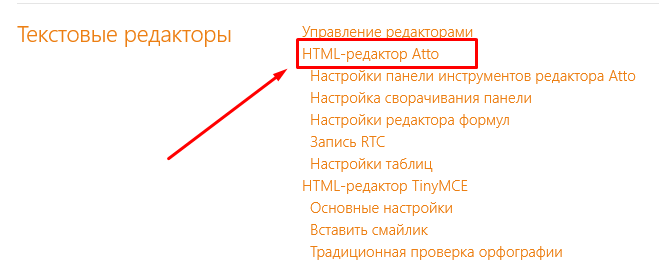 Текстовые редакторы
Управление редакторами
HTML-редактор Atto
Настройки панели инструментов редактора Atto
Настройка сворачивания панели
Настройки редактора формул
Запись RTC
Настройки таблиц
HTML-редактор TinyMCE
Основные настройки
Вставить смайлик
Традиционная проверка орфографии